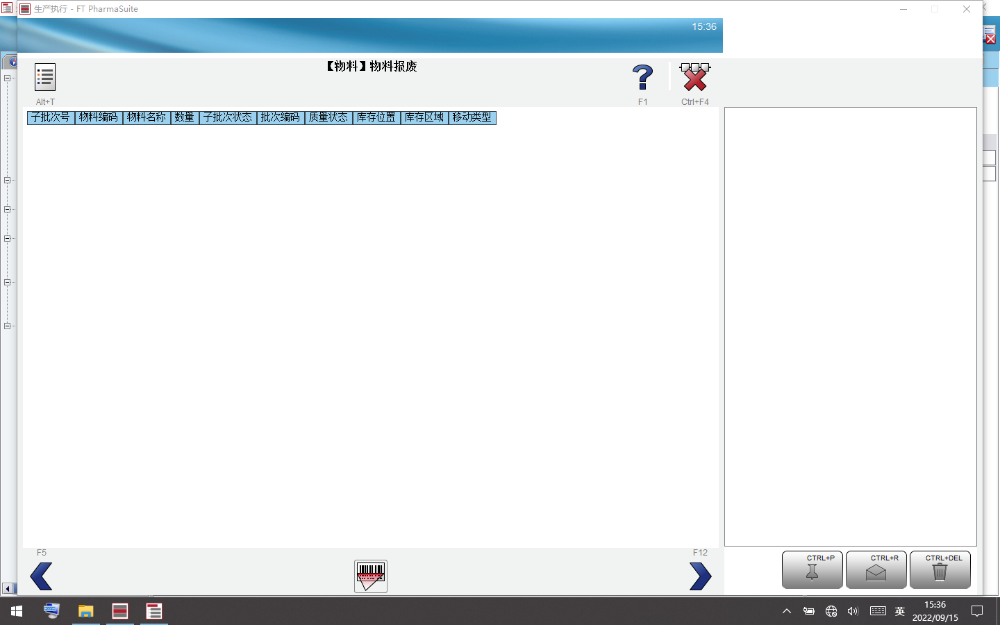 生产执行 - FT PharmaSuite
15:36
【物料】物料报废
Alt+T
F1
Ctrl+F4
子批次号 物料编码 物料名称 数量 子批次状态 批次编码 质量状态 库存位置 库存区域 移动类型
F5
F12
CTRL+P
CTRL+R
CTRL+DEL
英
15:36
2022/09/15